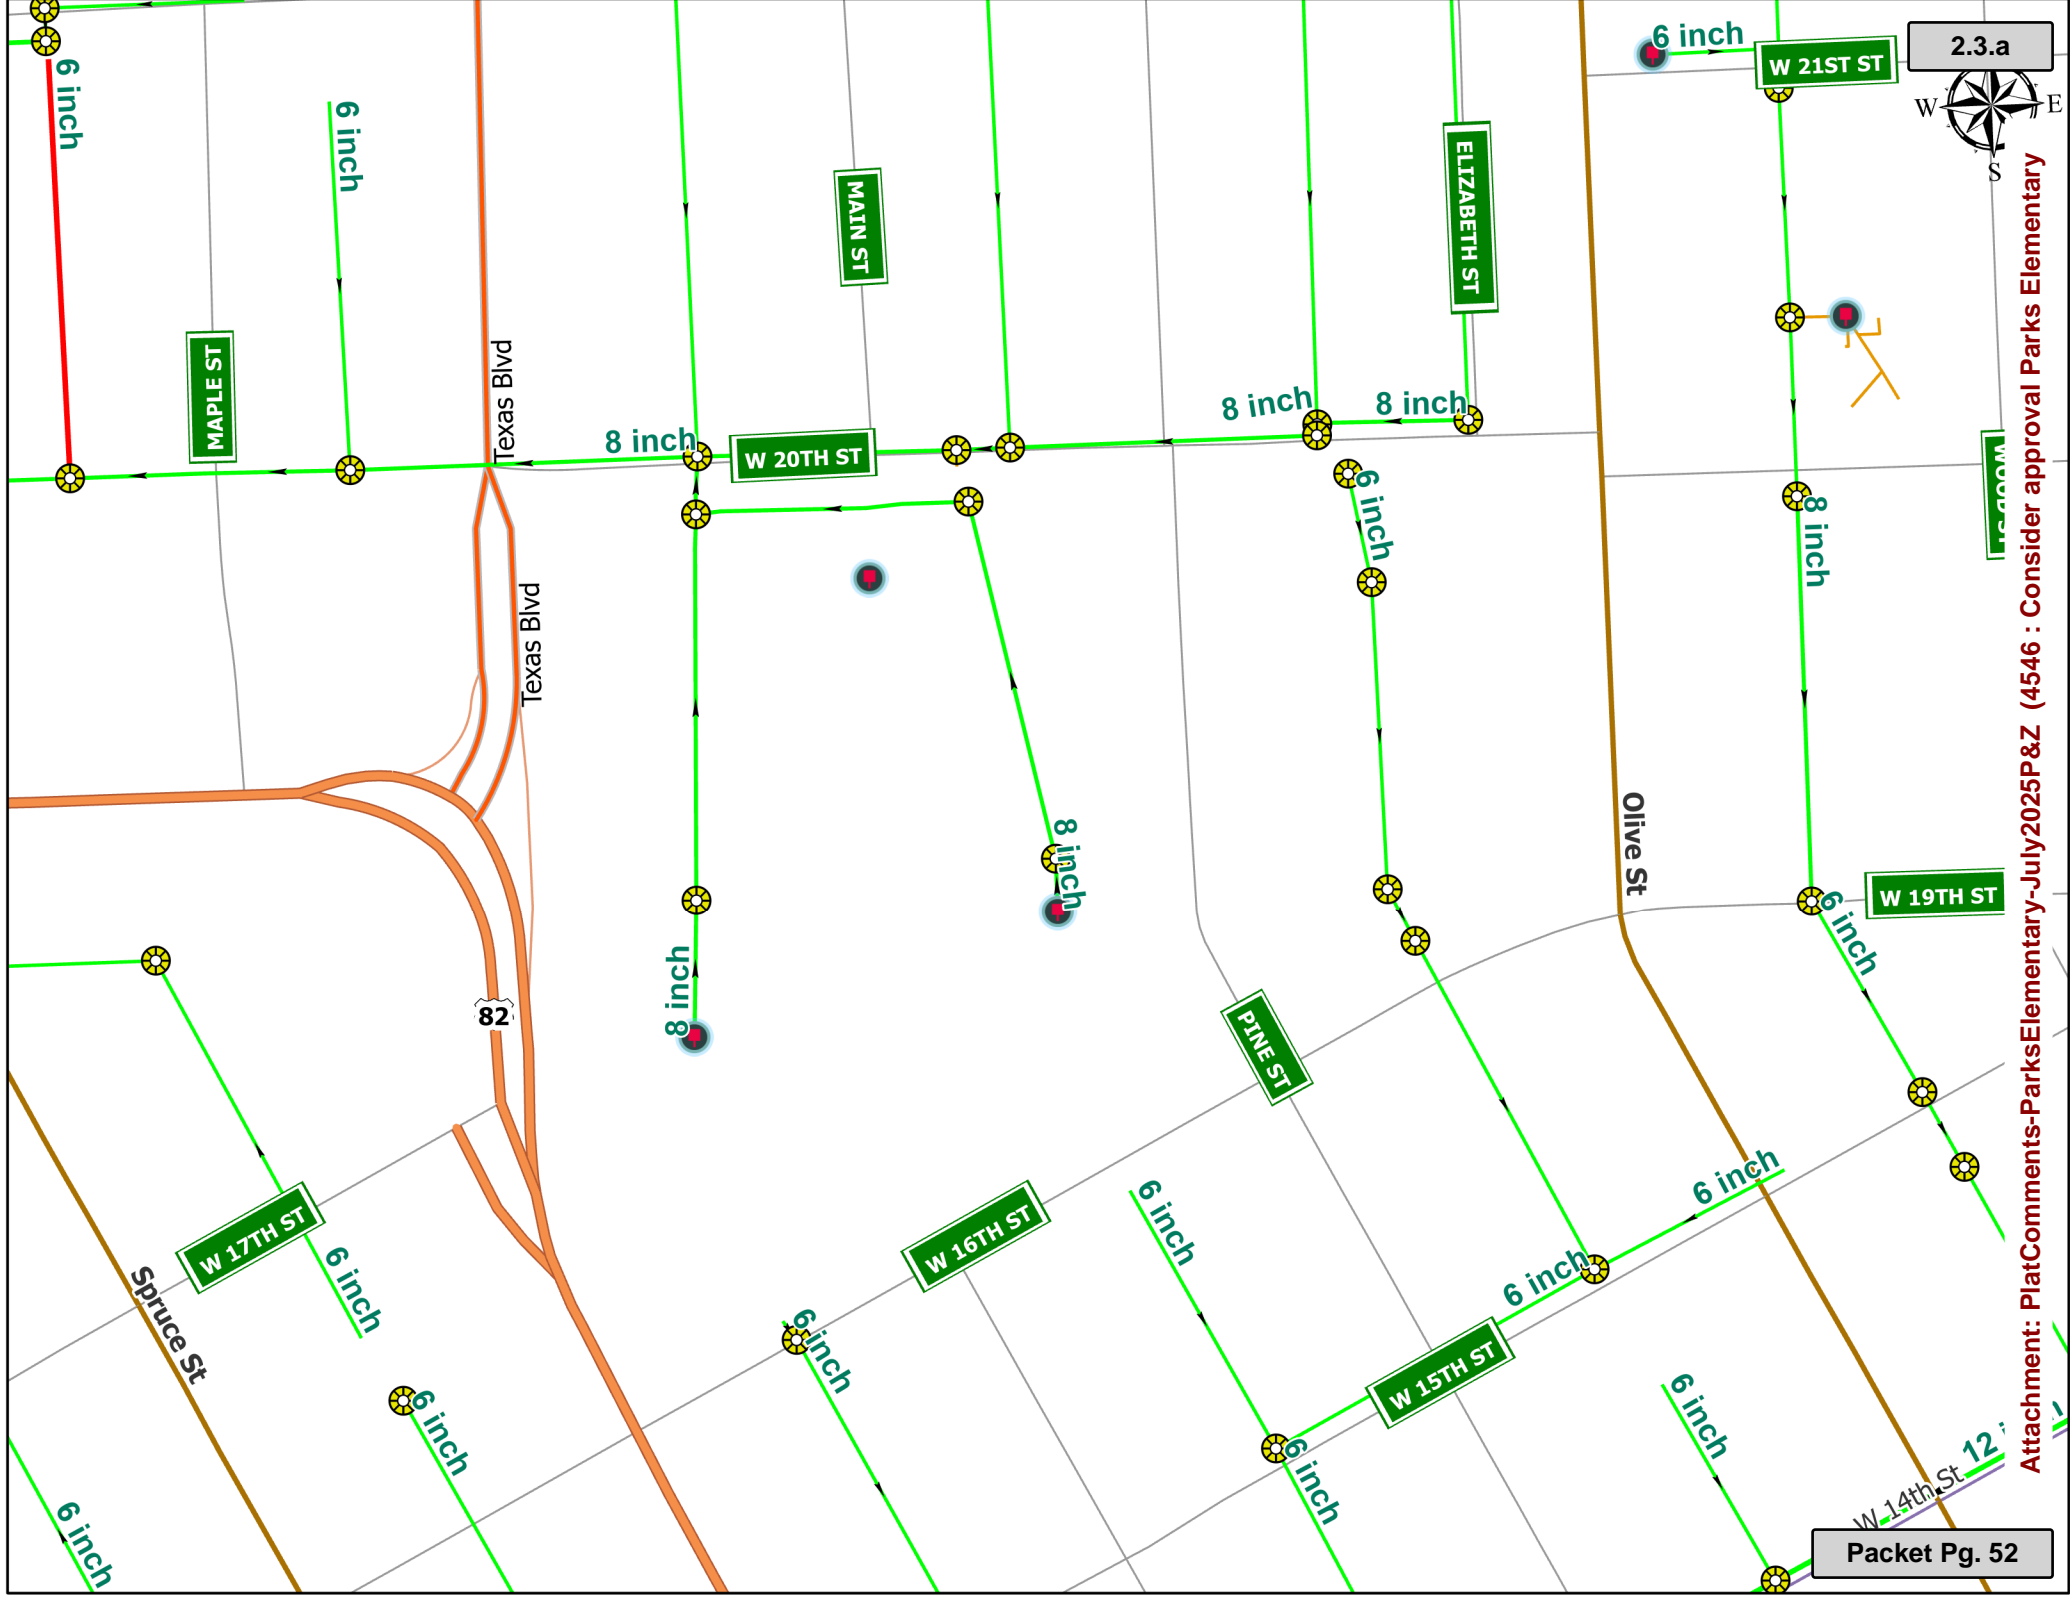 6 inch
2.3.a
W 21ST ST
W
E
S
6 inch
6 inch
MAIN ST
ELIZABETH ST
MAPLE ST
Texas Blvd
8 inch
8 inch
8 inch
W 20TH ST
6 inch
8 inch
Texas Blvd
Olive St
8 inch
W 19TH ST
6 inch
8 inch
82
PINE ST
6 inch
6 inch
W 17TH ST
W 16TH ST
6 inch
6 inch
Spruce St
6 inch
W 15TH ST
6 inch
6 inch
6 inch
6 inch
12
W 14th St
Packet Pg. 52
Attachment: PlatComments-ParksElementary-July2025P&Z (4546 : Consider approval Parks Elementary